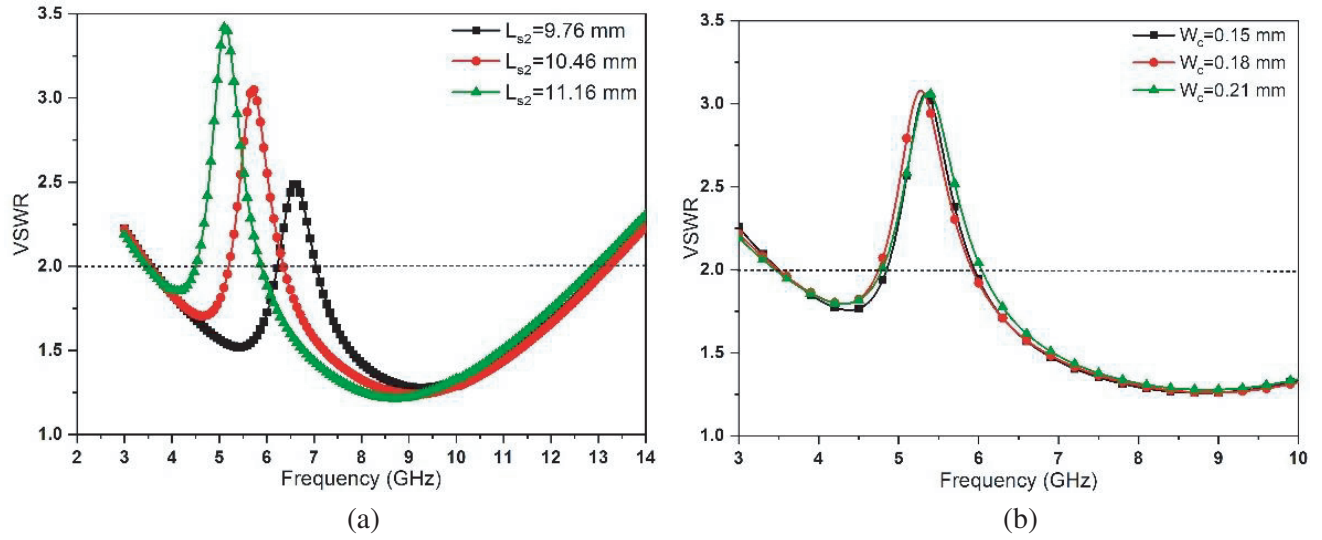 3.5
3.0
2.5
2.0
1.5
1.0
VSWR
2 3 4 5 6 7 8 9 10 11 12 13 14
Frequency (GHz)
Ls2=9.76 mm
Ls2=10.46 mm
Ls2=11.16 mm
(a)
3.5
3.0
2.5
2.0
1.5
1.0
VSWR
3 4 5 6 7 8 9 10
Frequency (GHz)
Wc=0.15 mm
Wc=0.18 mm
Wc=0.21 mm
(b)